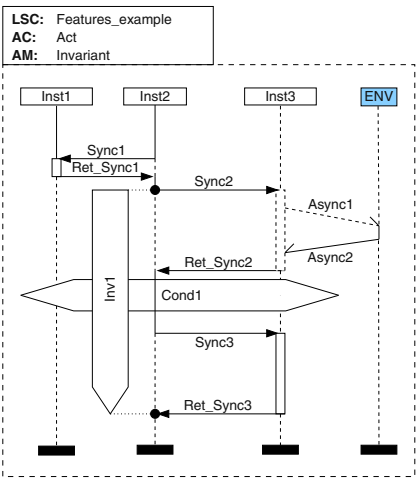 LSC: Features_example
AC: Act
AM: Invariant
Inst1 Inst2 Inst3 ENV
Sync1
Ret_Sync1
Sync2
Async1
Async2
Ret_Sync2
Inv1
Cond1
Sync3
Ret_Sync3